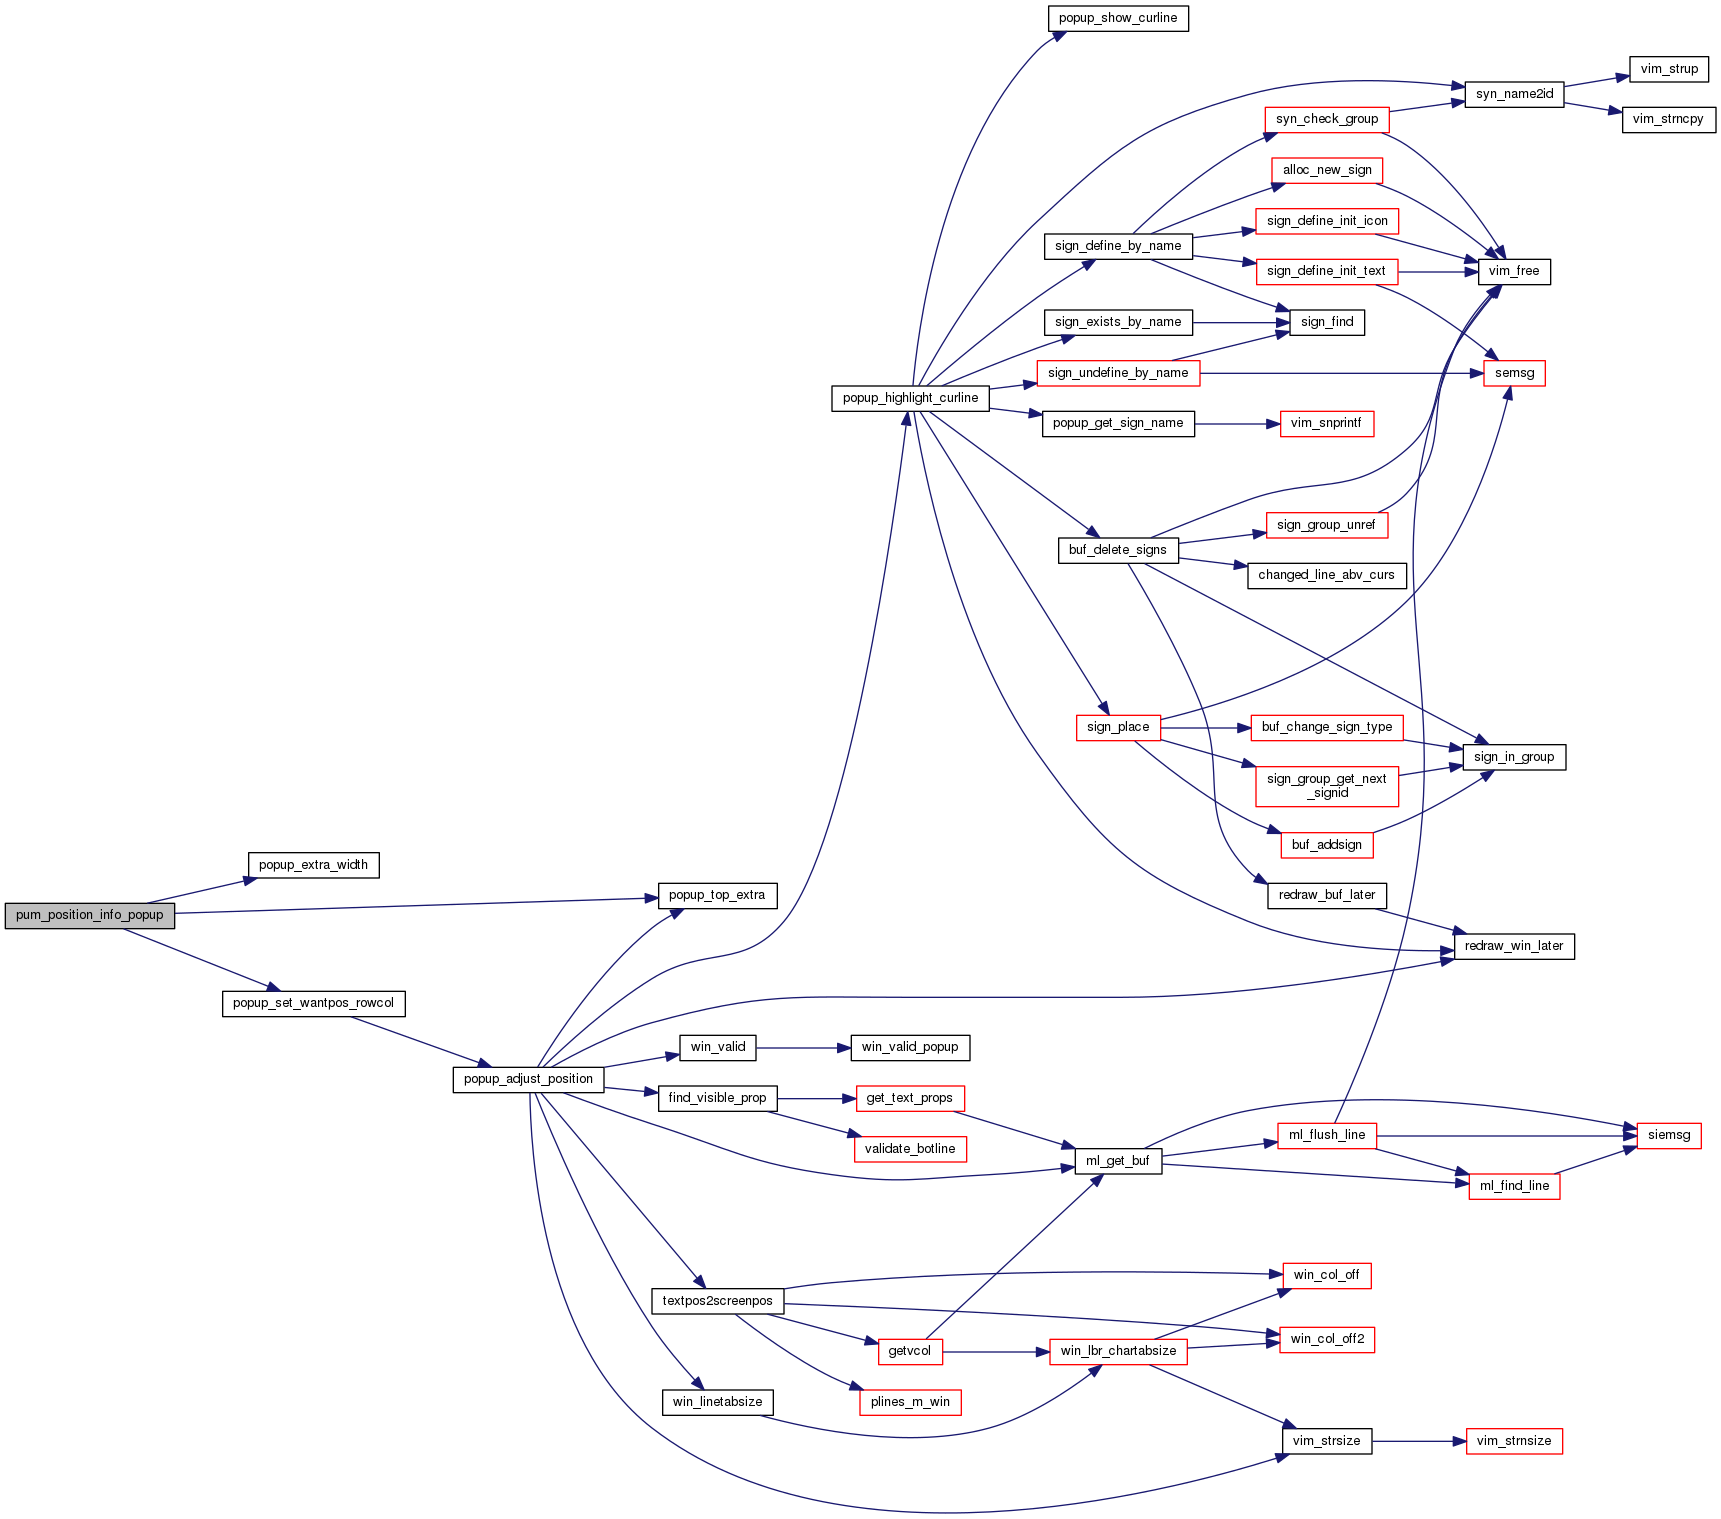 popup_show_curline
vim_strup
syn_name2id
vim_strncpy
syn_check_group
alloc_new_sign
sign_define_init_icon
sign_define_by_name
sign_define_init_text
vim_free
sign_exists_by_name
sign_find
sign_undefine_by_name
semsg
popup_highlight_curline
popup_get_sign_name
vim_snprintf
sign_group_unref
buf_delete_signs
changed_line_abv_curs
sign_place
buf_change_sign_type
sign_in_group
sign_group_get_next
_signid
buf_addsign
popup_extra_width
popup_top_extra
redraw_buf_later
pum_position_info_popup
redraw_win_later
popup_set_wantpos_rowcol
win_valid
win_valid_popup
popup_adjust_position
find_visible_prop
get_text_props
validate_botline
ml_get_buf
ml_flush_line
siemsg
ml_find_line
win_col_off
textpos2screenpos
win_col_off2
getvcol
win_lbr_chartabsize
win_linetabsize
plines_m_win
vim_strsize
vim_strnsize